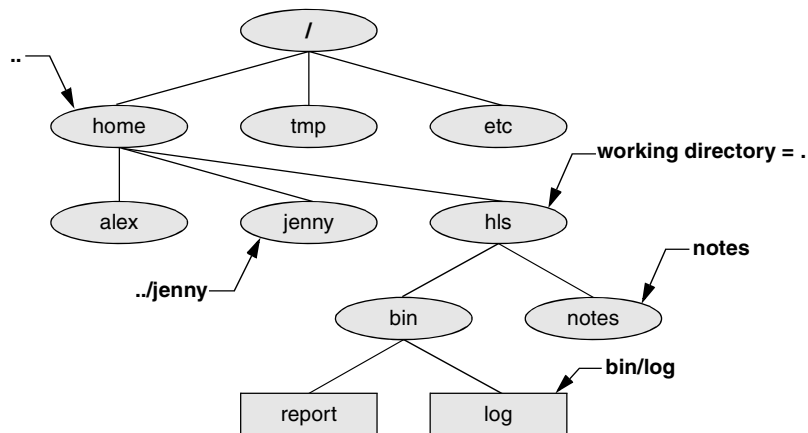 /
..
home
tmp
etc
working directory = .
alex
jenny
hls
../jenny
notes
bin
notes
bin/log
report
log